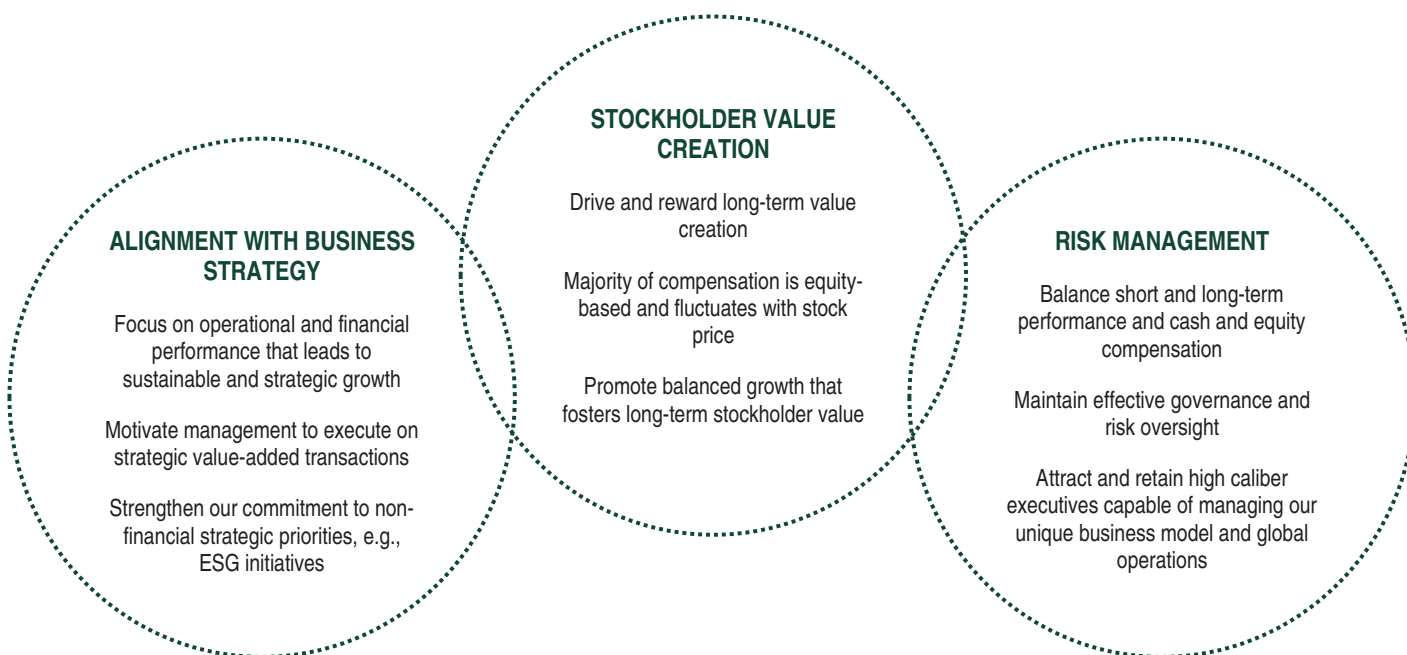 ALIGNMENT WITH BUSINESS
STRATEGY
Focus on operational and financial
performance that leads to
sustainable and strategic growth
Motivate management to execute on
strategic value-added transactions
Strengthen our commitment to non-
financial strategic priorities, e.g.,
ESG initiatives
STOCKHOLDER VALUE
CREATION
Drive and reward long-term value
creation
Majority of compensation is equity-
based and fluctuates with stock
price
Promote balanced growth that
fosters long-term stockholder value
RISK MANAGEMENT
Balance short and long-term
performance and cash and equity
compensation
Maintain effective governance and
risk oversight
Attract and retain high caliber
executives capable of managing our
unique business model and global
operations